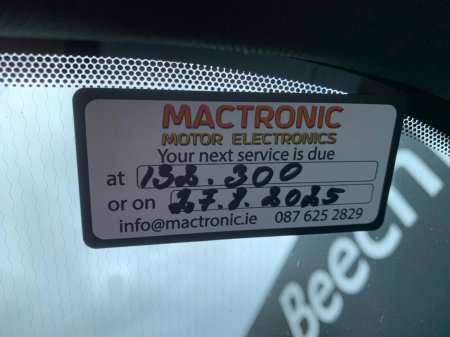 MACTRONIC
MOTOR ELECTRONICS
Your next service is due
at 132.300
or on 27.8.2025
info@mactronic.ie 087 625 2829
Beech